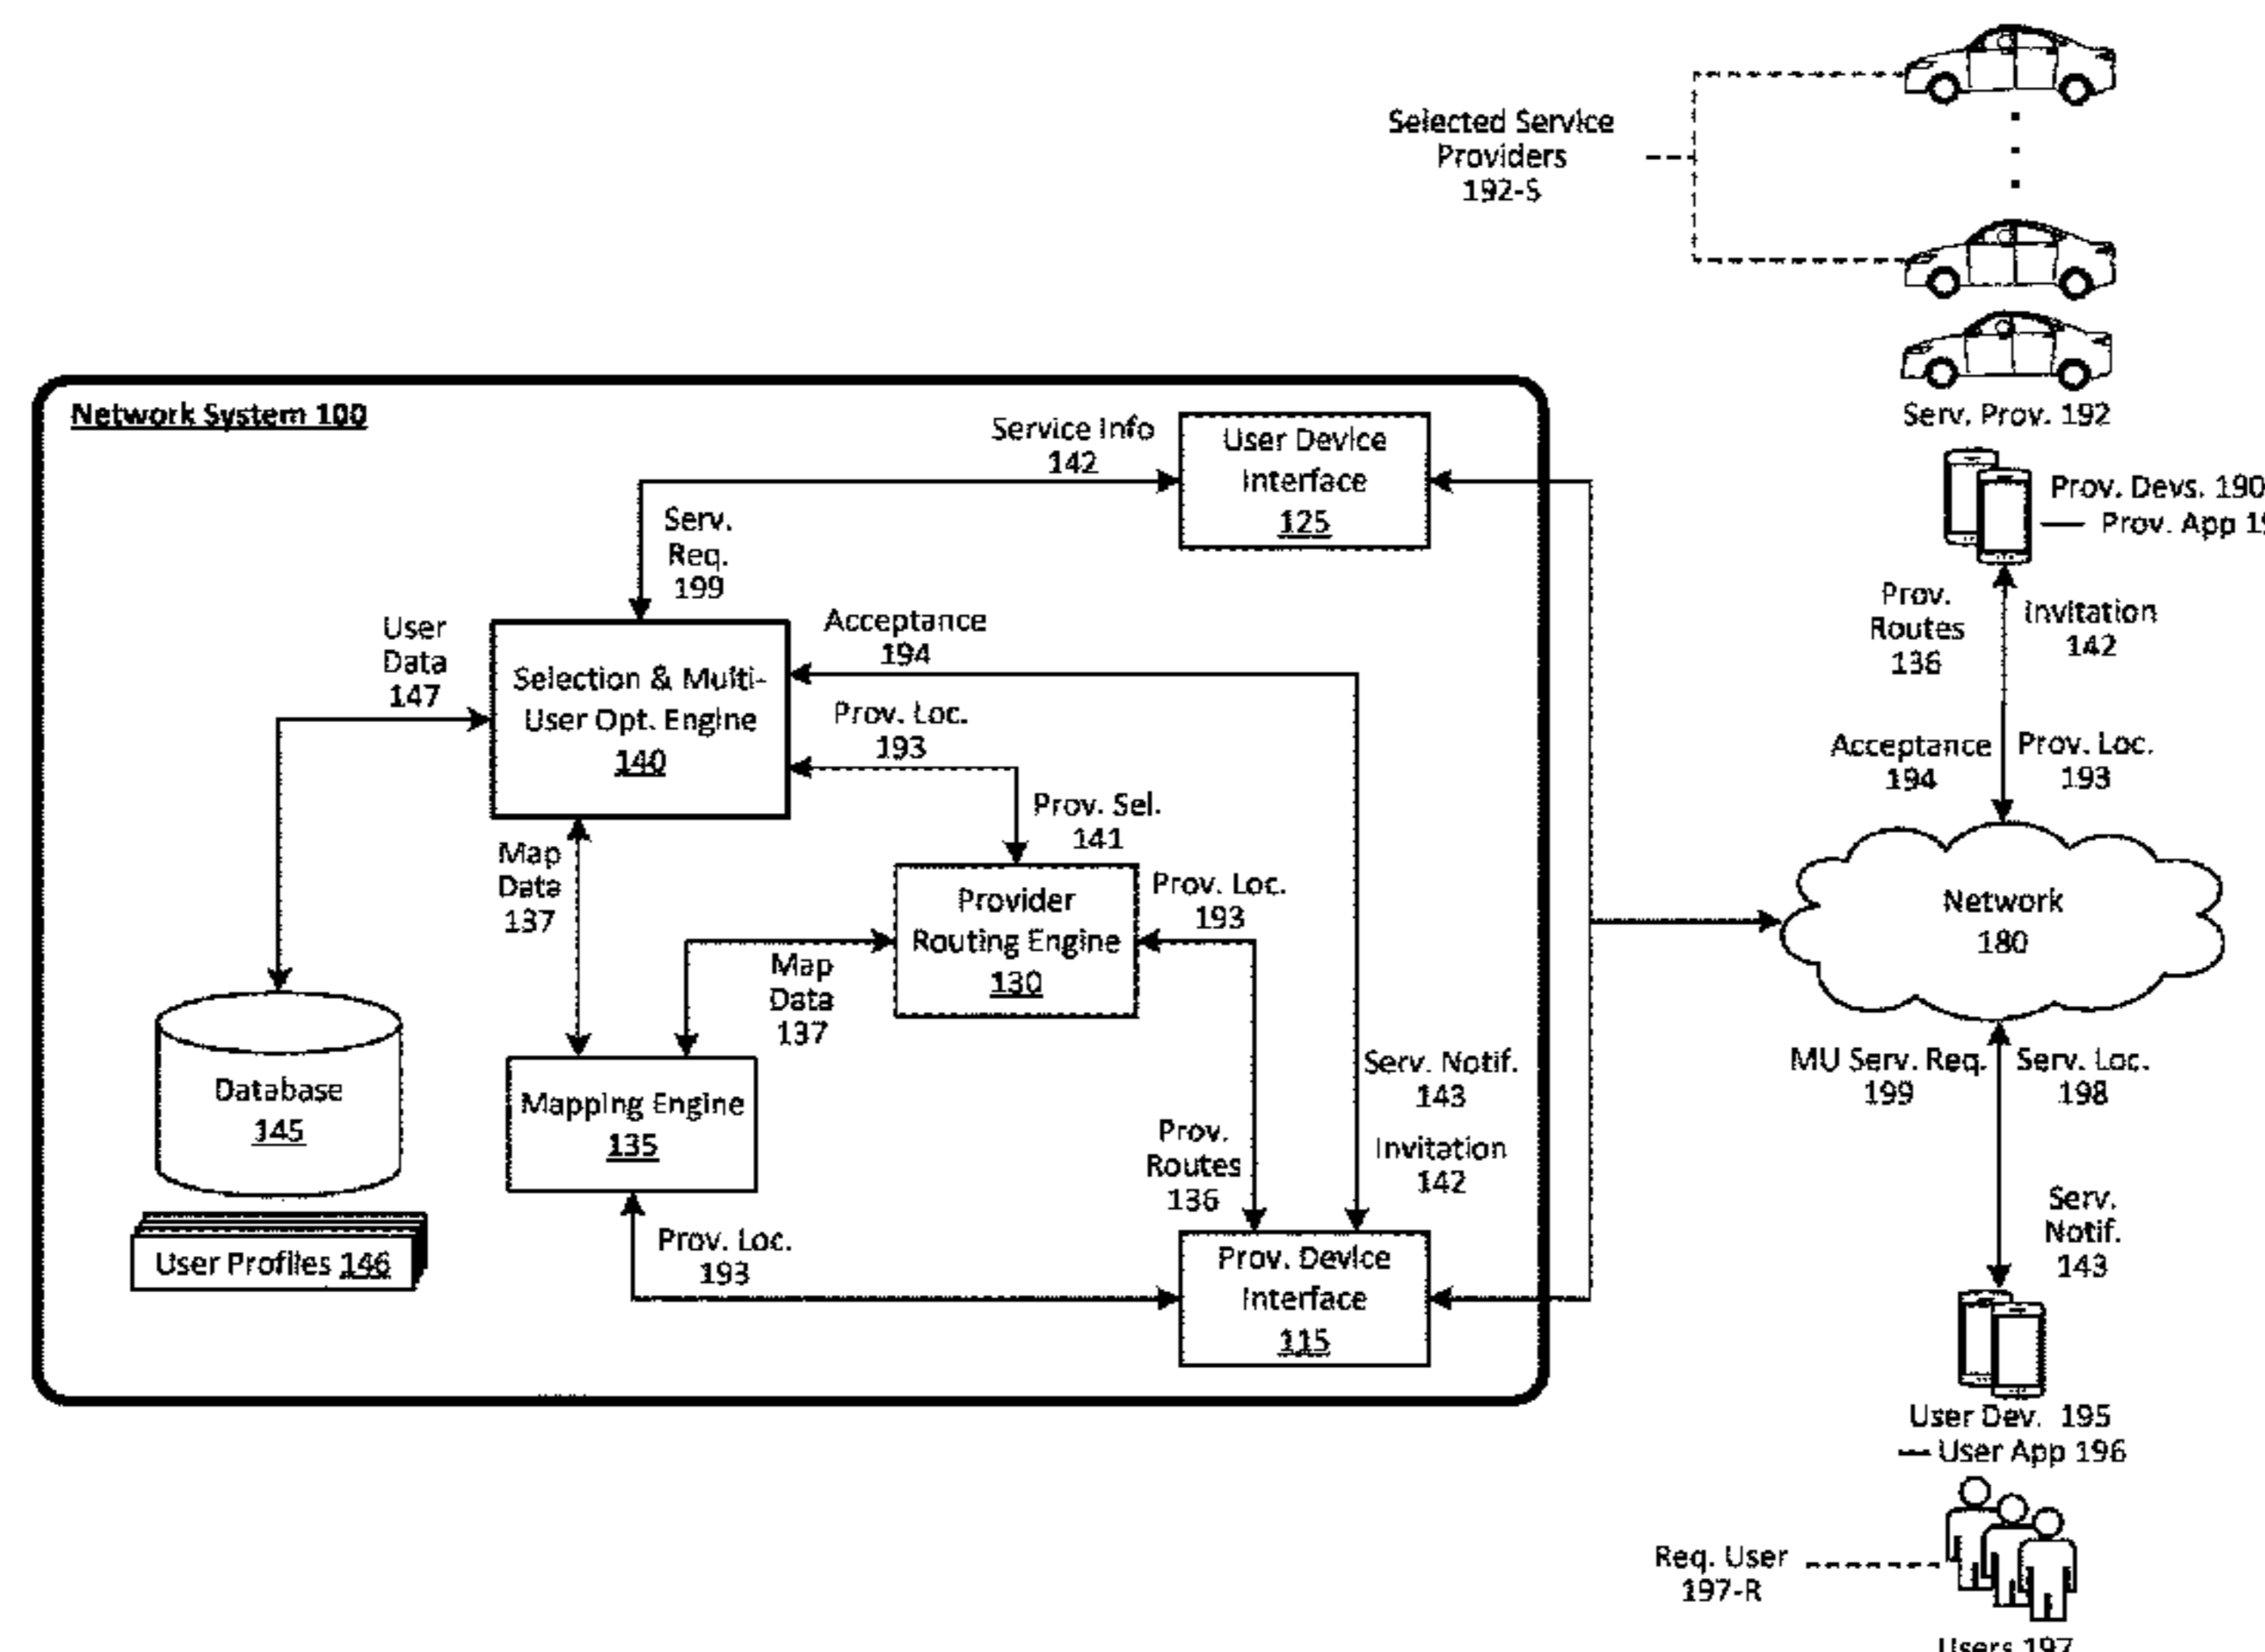 Selected Service
Providers
192-S
Serv. Prov. 192
Prov. Devs. 190
Prov. App
Network System 100
Service Info
142
User Device
Interface
125
Serv.
Req.
199
User
Data
147
Selection & Multi-
User Opt. Engine
140
Acceptance
194
Prov. Loc.
193
Prov. Sel.
141
Map
Data
137
Provider
Routing Engine
130
Prov. Loc.
193
Map
Data
137
Database
145
User Profiles 146
Mapping Engine
135
Prov. Loc.
193
Prov.
Routes
136
Serv. Notif.
143
Invitation
142
Prov. Device
Interface
115
Prov.
Routes
136
Invitation
142
Acceptance
194
Prov. Loc.
193
Network
180
MU Serv. Req.
199
Serv. Loc.
198
Serv.
Notif.
143
User Dev. 195
User App 196
Req. User
197-R
Users 197